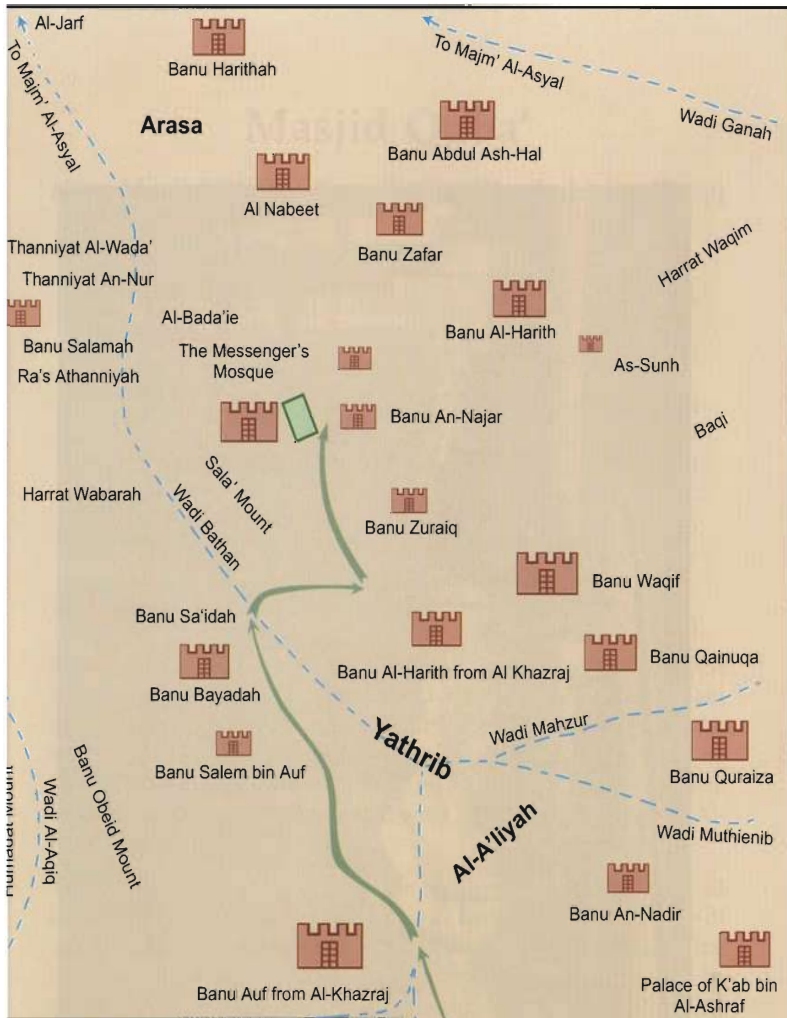 Al-Jarf
To Majm' Al-Asyal
Banu Harithah
To Majm' Al-Asyal
Wadi Ganah
Arasa
Banu Abdul Ash-Hal
Al Nabeet
Banu Zafar
Harrat Waqim
Thanniyat Al-Wada'
Thanniyat An-Nur
Al-Bada'ie
Banu Al-Harith
Banu Salamah
The Messenger's
Mosque
As-Sunh
Ra's Athanniyah
Banu An-Najar
Baqi
Sala' Mount
Harrat Wabarah
Wadi Bathan
Banu Zuraiq
Banu Waqif
Banu Sa'idah
Banu Al-Harith from Al Khazraj
Banu Qainuqa
Banu Bayadah
Yathrib
Wadi Mahzur
Banu Salem bin Auf
Banu Quraiza
Banu Obeid Mount
Wadi Al-Aqiq
Mount
Al-A'liyah
Wadi Muthienib
Banu An-Nadir
Banu Auf from Al-Khazraj
Palace of K'ab bin
Al-Ashraf